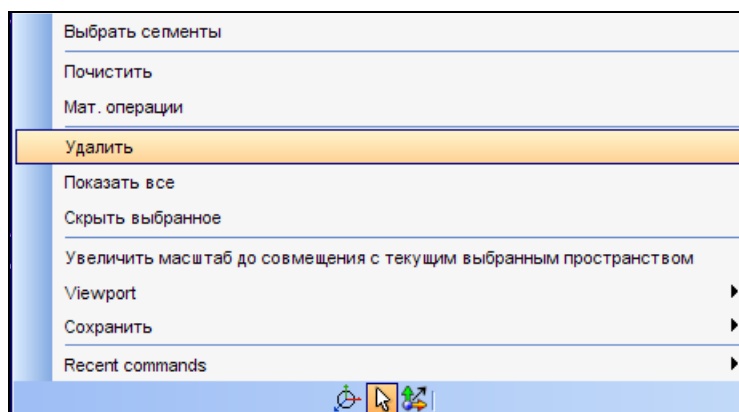 Выбрать сегменты
Почистить
Мат. операции
Удалить
Показать все
Скрыть выбранное
Увеличить масштаб до совмещения с текущим выбранным пространством
Viewport
Сохранить
Recent commands